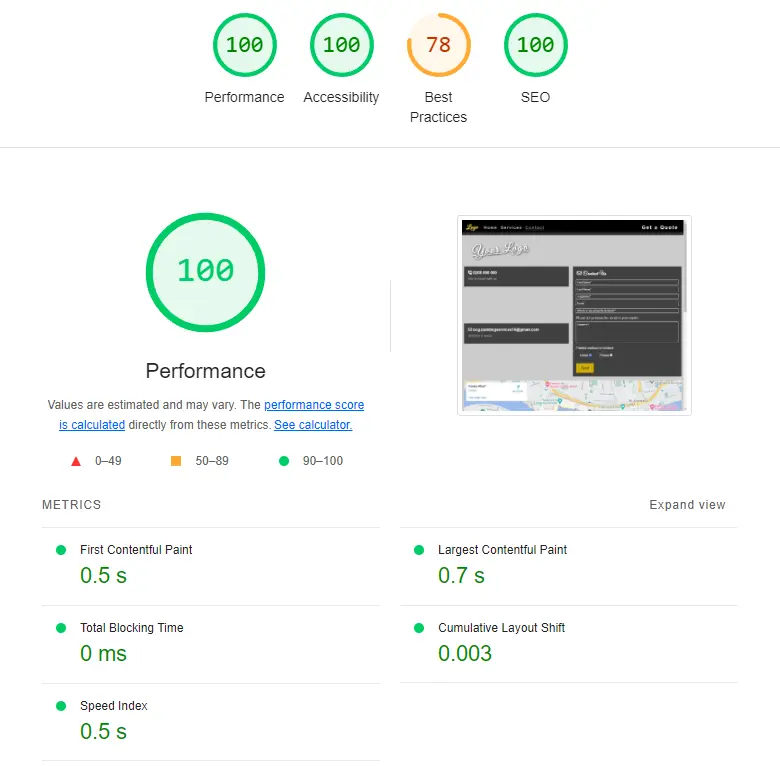 100
100
78
100
Performance
Accessibility
Best
Practices
SEO
100
Performance
Values are estimated and may vary. The performance score
is calculated directly from these metrics. See calculator.
0–49
50–89
90–100
Logo Home Services Contact Get a Quote
Your Logo
Contact Us
METRICS
Expand view
First Contentful Paint
0.5 s
Largest Contentful Paint
0.7 s
Total Blocking Time
0 ms
Cumulative Layout Shift
0.003
Speed Index
0.5 s